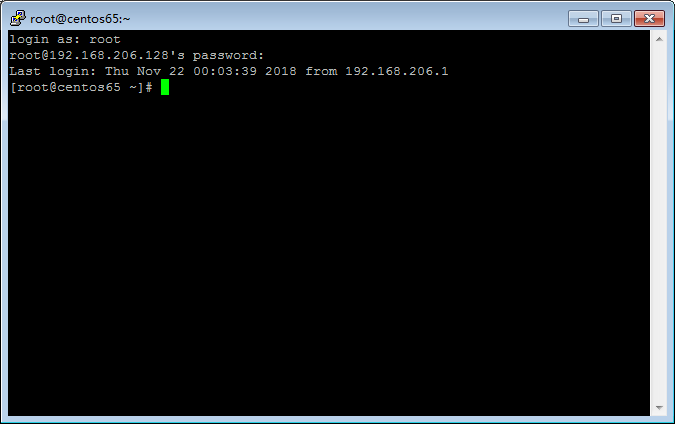 root@centos65:~
login as: root
root@192.168.206.128's password:
Last login: Thu Nov 22 00:03:39 2018 from 192.168.206.1
[root@centos65 ~]#